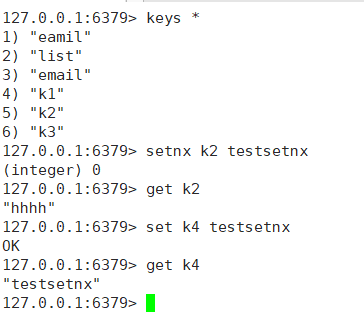 127.0.0.1:6379> keys *
1) "eamil"
2) "list"
3) "email"
4) "k1"
5) "k2"
6) "k3"
127.0.0.1:6379> setnx k2 testsetnx
(integer) 0
127.0.0.1:6379> get k2
"hhhh"
127.0.0.1:6379> set k4 testsetnx
OK
127.0.0.1:6379> get k4
"testsetnx"
127.0.0.1:6379>